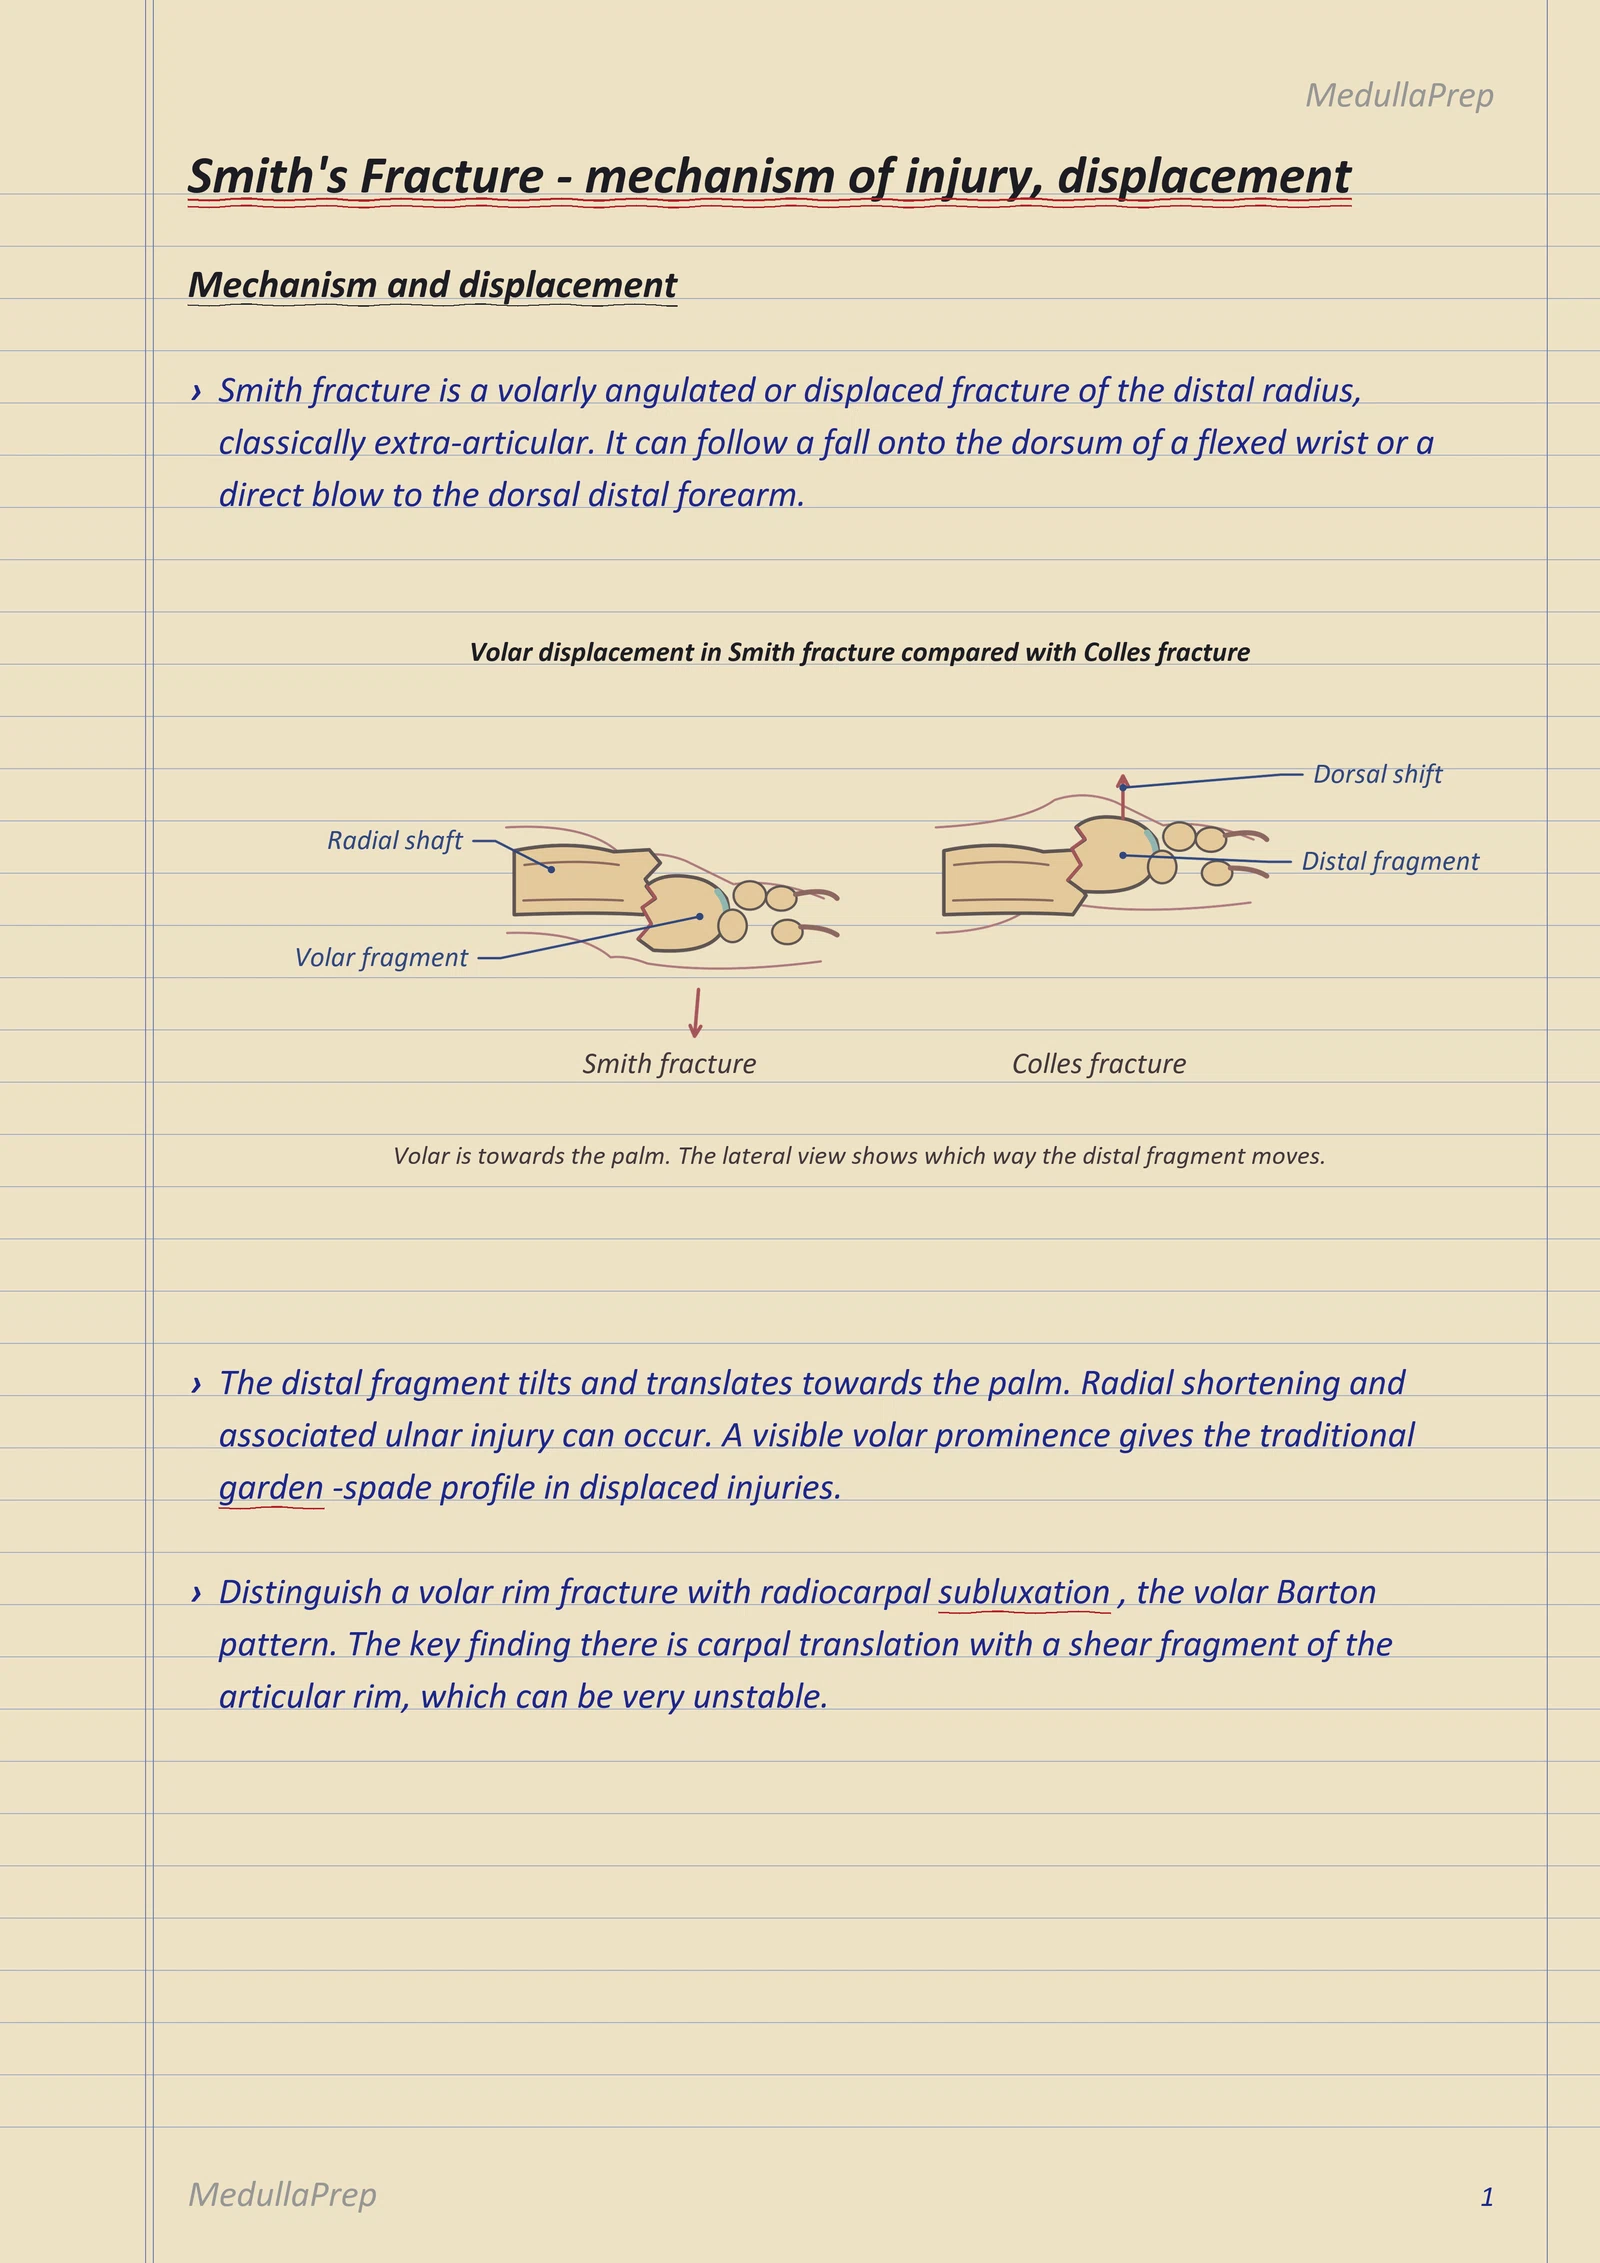 MedullaPrep
Smith's Fracture - mechanism of injury, displacement
Mechanism and displacement
› Smith fracture is a volarly angulated or displaced fracture of the distal radius,
classically extra-articular. It can follow a fall onto the dorsum of a flexed wrist or a
direct blow to the dorsal distal forearm.
Volar displacement in Smith fracture compared with Colles fracture
Dorsal shift
Radial shaft
Distal fragment
Volar fragment
Smith fracture
Colles fracture
Volar is towards the palm. The lateral view shows which way the distal fragment moves.
› The distal fragment tilts and translates towards the palm. Radial shortening and
associated ulnar injury can occur. A visible volar prominence gives the traditional
garden -spade profile in displaced injuries.
› Distinguish a volar rim fracture with radiocarpal subluxation , the volar Barton
pattern. The key finding there is carpal translation with a shear fragment of the
articular rim, which can be very unstable.
MedullaPrep
1